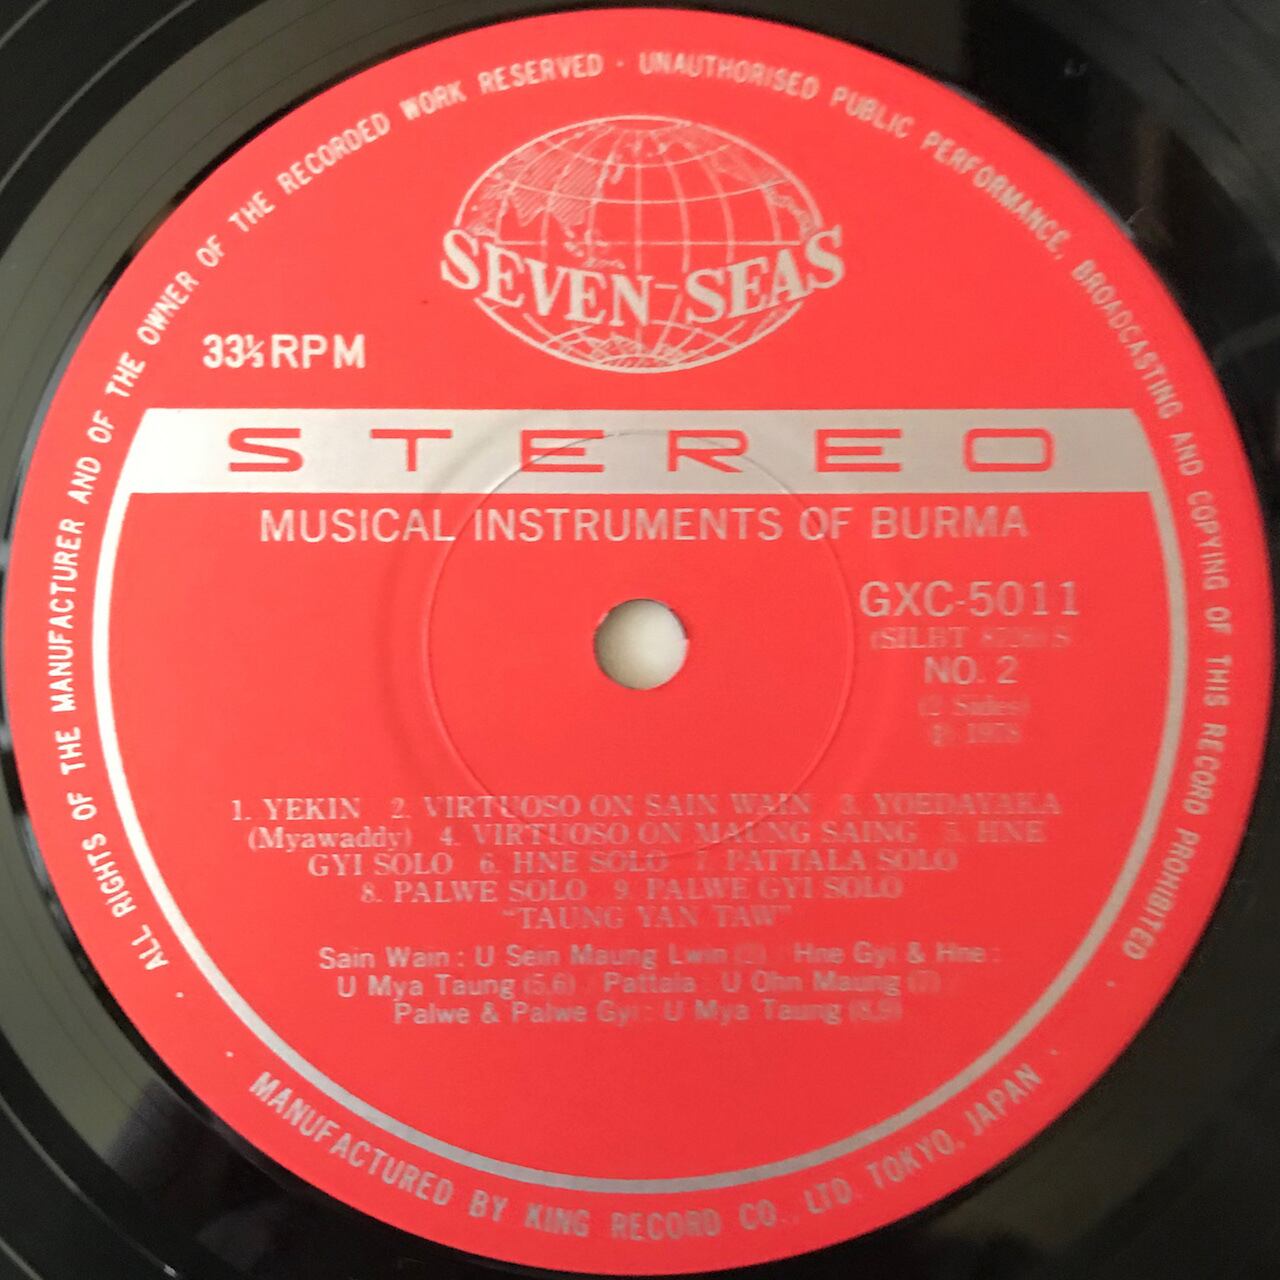 ALL RIGHTS OF THE MANUFACTURER AND OF THE OWNER OF THE RECORDED WORK RESERVED · UNAUTHORISED PUBLIC PERFORMANCE, BROADCASTING AND COPYING OF THIS RECORD PROHIBITED
SEVEN-SEAS
33⅓ RPM
STEREO
MUSICAL INSTRUMENTS OF BURMA
GXC-5011
NO. 2
(2 Sides)
℗ 1978
1. YEKIN 2. VIRTUOSO ON SAIN WAIN 3. YOEDAYAKA
(Myawaddy) 4. VIRTUOSO ON MAUNG SAING 5. HNE
GYI SOLO 6. HNE SOLO 7. PATTALA SOLO
8. PALWE SOLO 9. PALWE GYI SOLO
"TAUNG YAN TAW"
Sain Wain : U Sein Maung Lwin (2) / Hne Gyi & Hne :
U Mya Taung (5,6) / Pattala : U Ohn Maung (7) /
Palwe & Palwe Gyi : U Mya Taung (8,9)
· MANUFACTURED BY KING RECORD CO., LTD. TOKYO, JAPAN ·